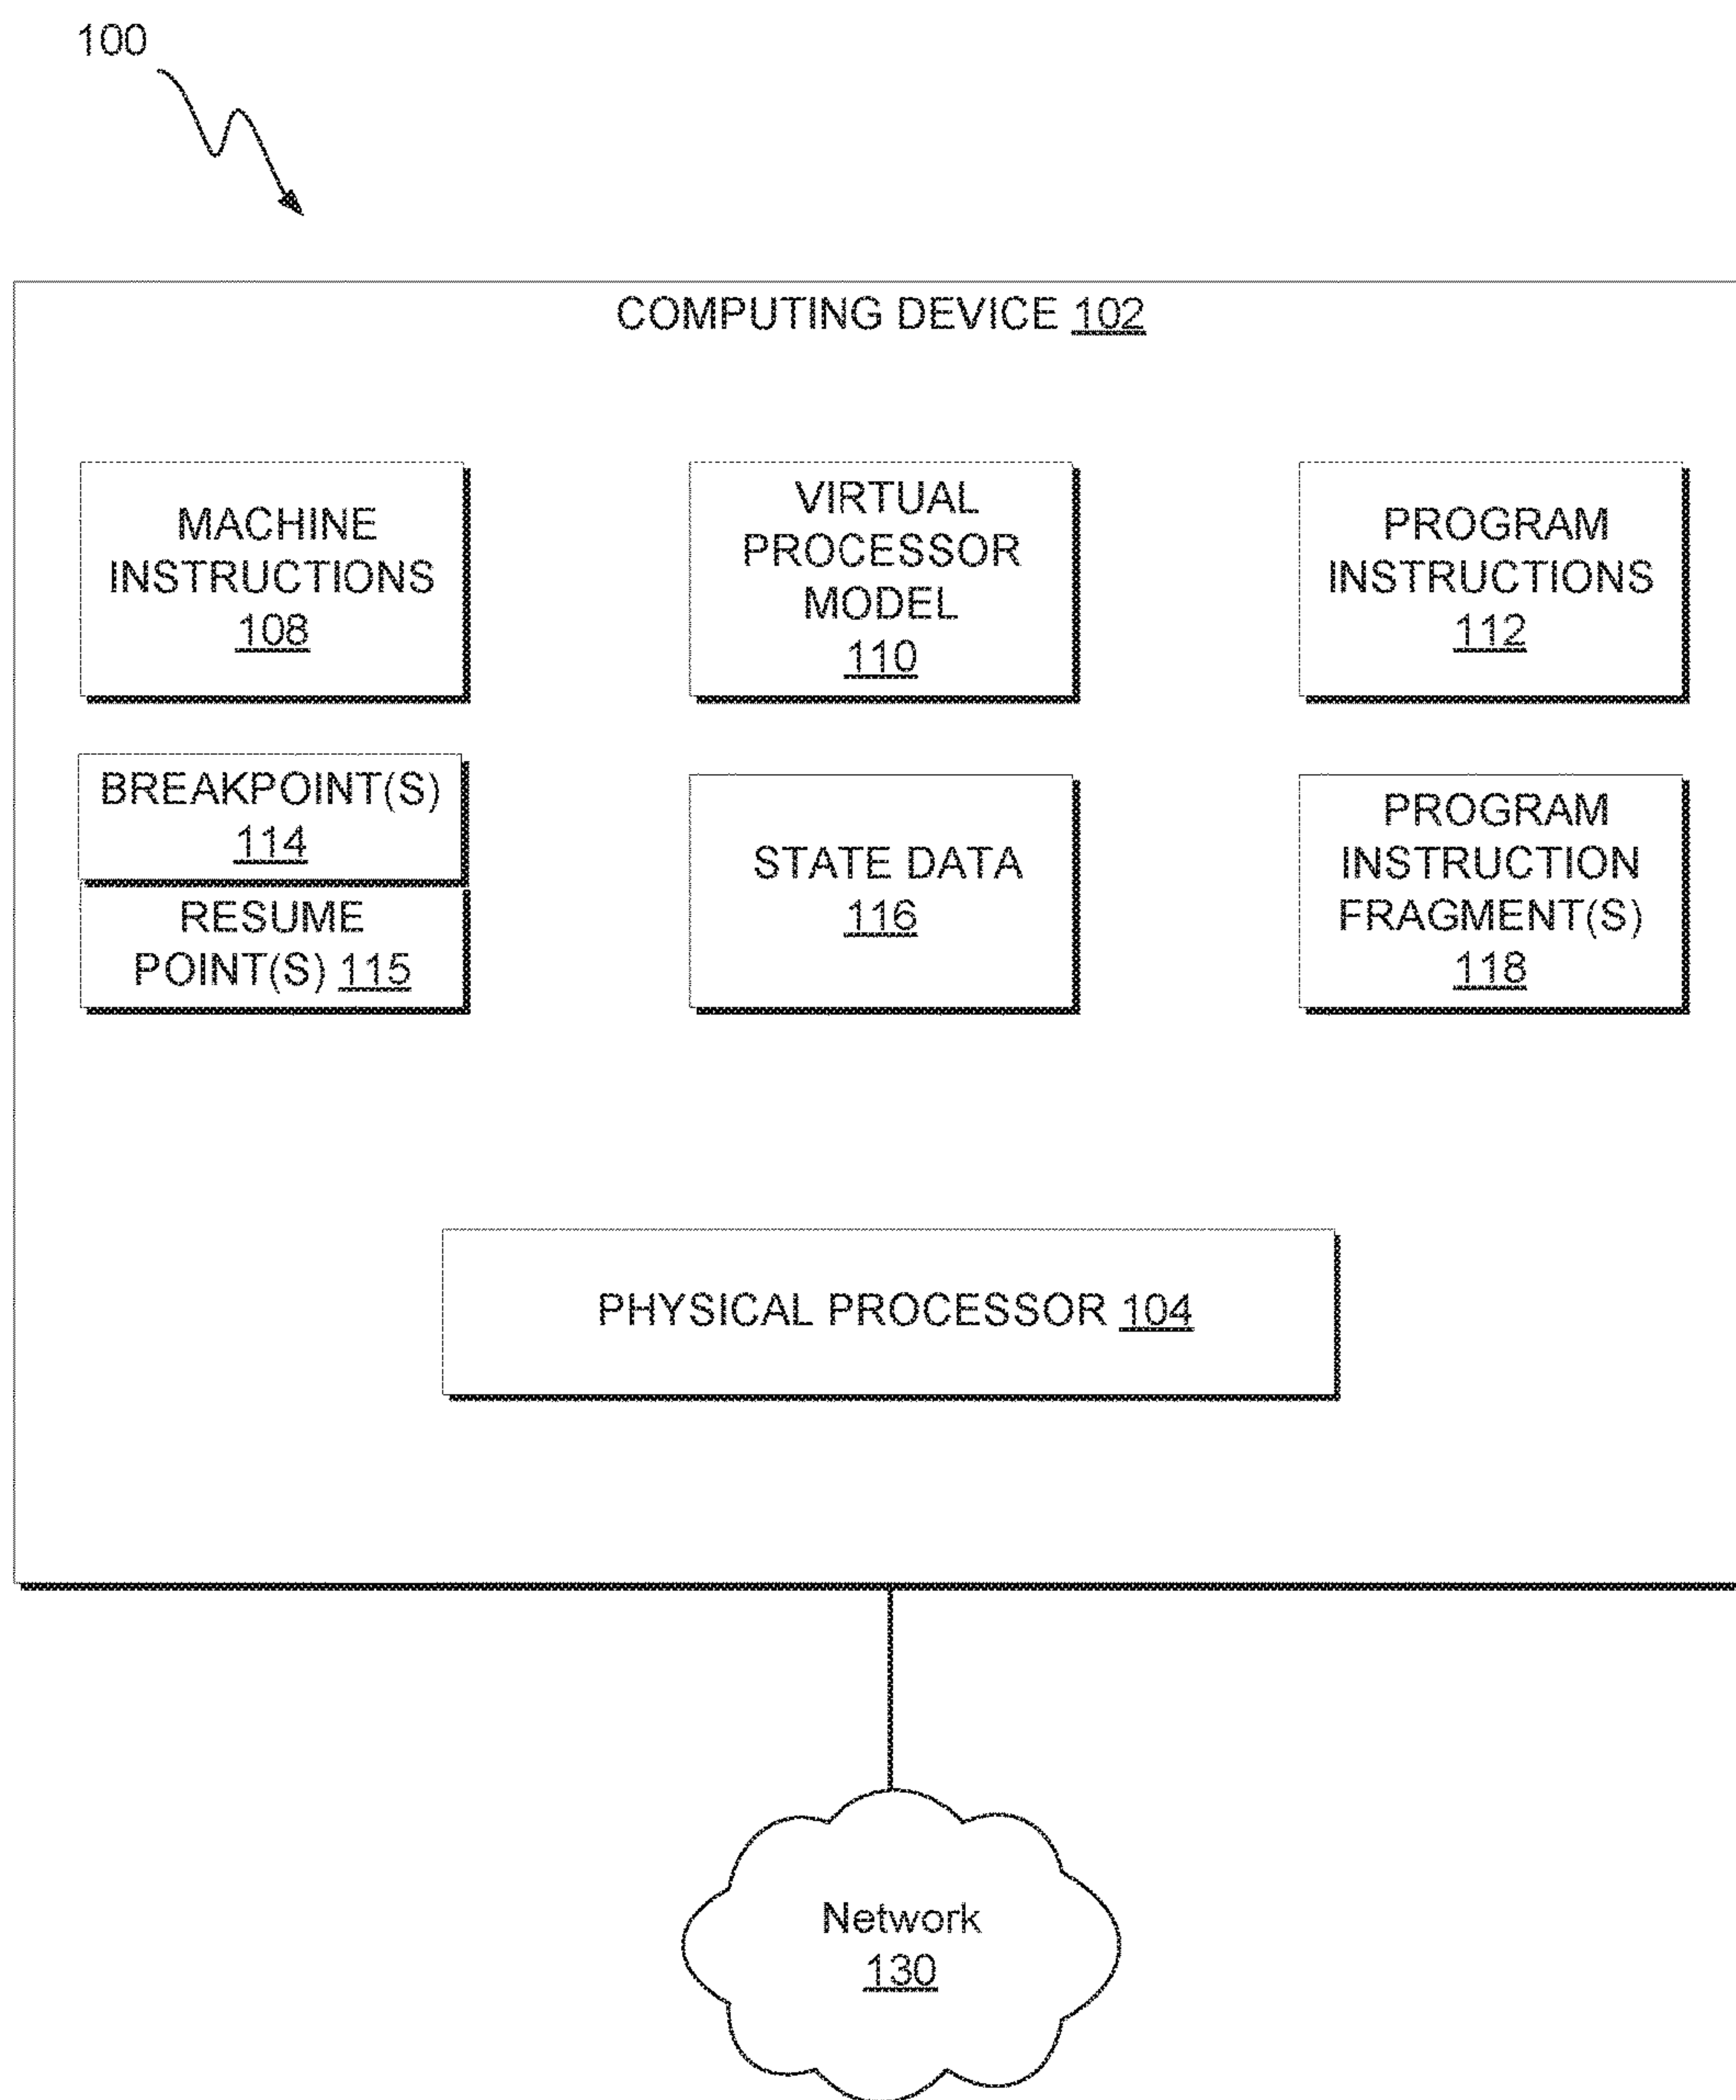 100
COMPUTING DEVICE 102
MACHINE
INSTRUCTIONS
108
VIRTUAL
PROCESSOR
MODEL
110
PROGRAM
INSTRUCTIONS
112
BREAKPOINT(S)
114
RESUME
POINT(S) 115
STATE DATA
116
PROGRAM
INSTRUCTION
FRAGMENT(S)
118
PHYSICAL PROCESSOR 104
Network
130